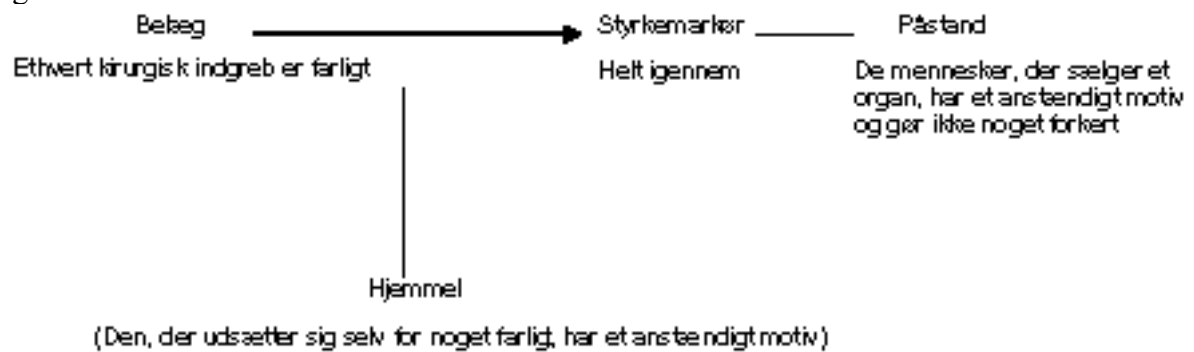 Belæg
Styrkemarkør
Påstand
Ethvert kirurgisk indgreb er farligt
Helt igennem
De mennesker, der sælger et
organ, har et anstændigt motiv
og gør ikke noget forkert
Hjemmel
(Den, der udsætter sig selv for noget farligt, har et anstændigt motiv)